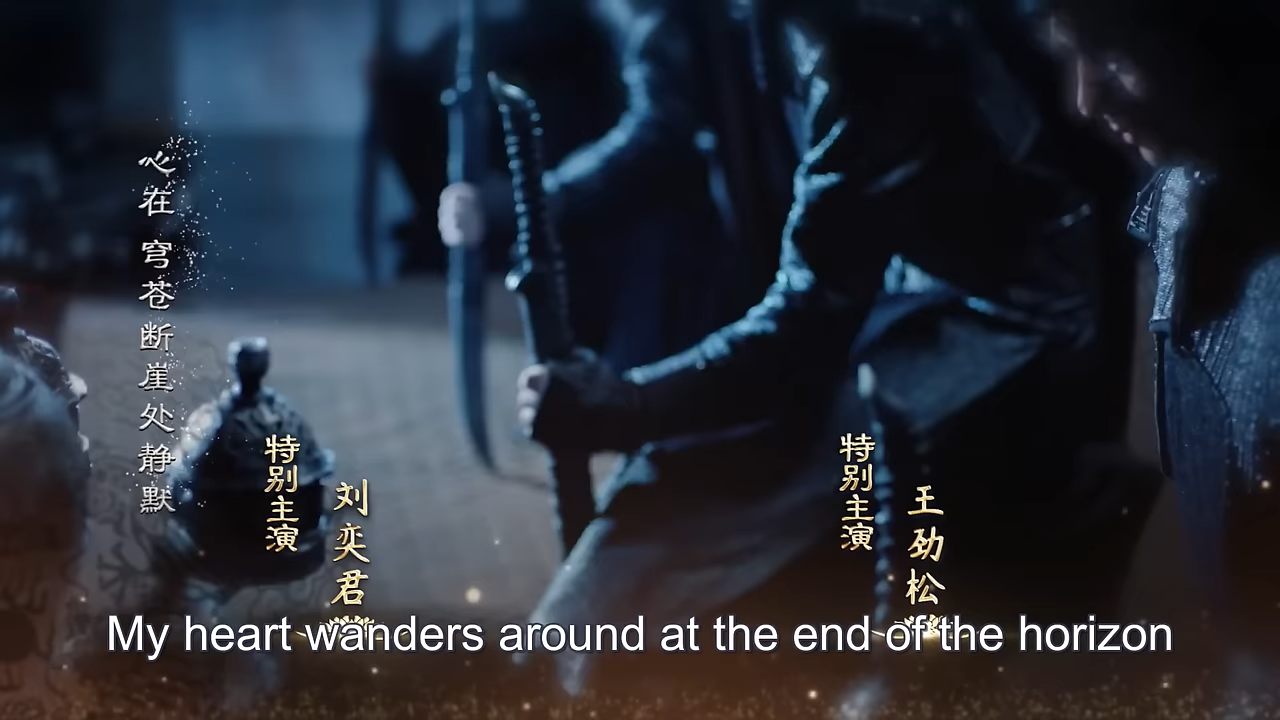 心在 穹苍断崖处静默
特别主演
刘奕君
特别主演
王劲松
My heart wanders around at the end of the horizon